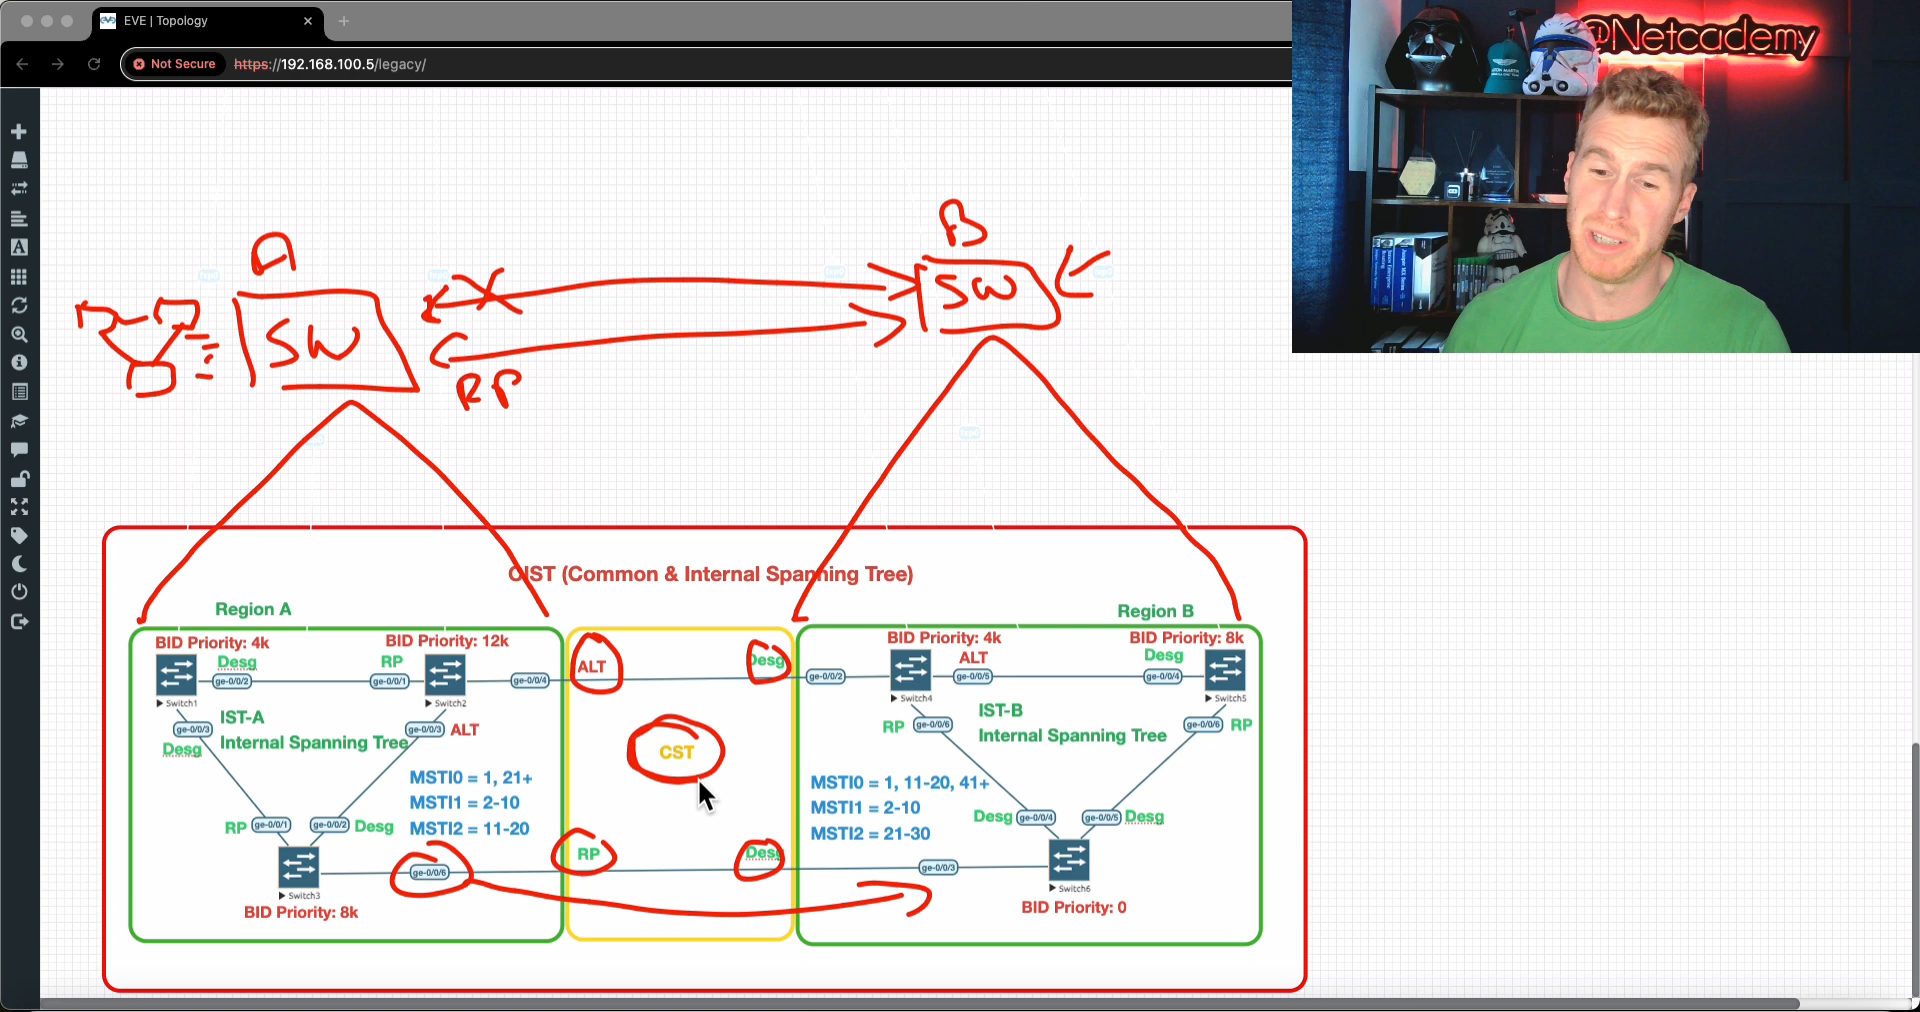 EVE | Topology
Not Secure https://192.168.100.5/legacy/
@Netcademy
A
B
SW
SW
RP
CIST (Common & Internal Spanning Tree)
Region A
Region B
BID Priority: 4k
BID Priority: 12k
BID Priority: 4k
BID Priority: 8k
Desg
RP
ALT
Desg
ALT
Desg
ge-0/0/2
ge-0/0/1
ge-0/0/4
ge-0/0/2
ge-0/0/5
ge-0/0/4
Switch1
Switch2
Switch4
Switch5
IST-A
IST-B
ge-0/0/3
ge-0/0/3
ALT
RP
ge-0/0/6
ge-0/0/6
RP
Desg
Internal Spanning Tree
Internal Spanning Tree
CST
MSTI0 = 1, 21+
MSTI1 = 2-10
MSTI2 = 11-20
MSTI0 = 1, 11-20, 41+
MSTI1 = 2-10
MSTI2 = 21-30
RP
ge-0/0/1
ge-0/0/2
Desg
Desg
ge-0/0/4
ge-0/0/5
Desg
RP
Desg
ge-0/0/6
ge-0/0/3
Switch3
Switch6
BID Priority: 8k
BID Priority: 0